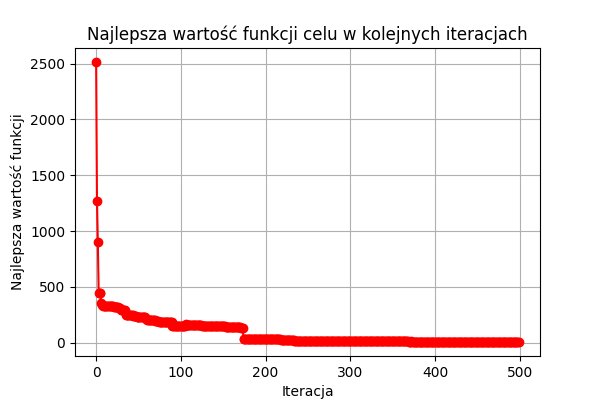 Najlepsza wartość funkcji celu w kolejnych iteracjach
2500
2000
1500
1000
500
0
Najlepsza wartość funkcji
0 100 200 300 400 500
Iteracja